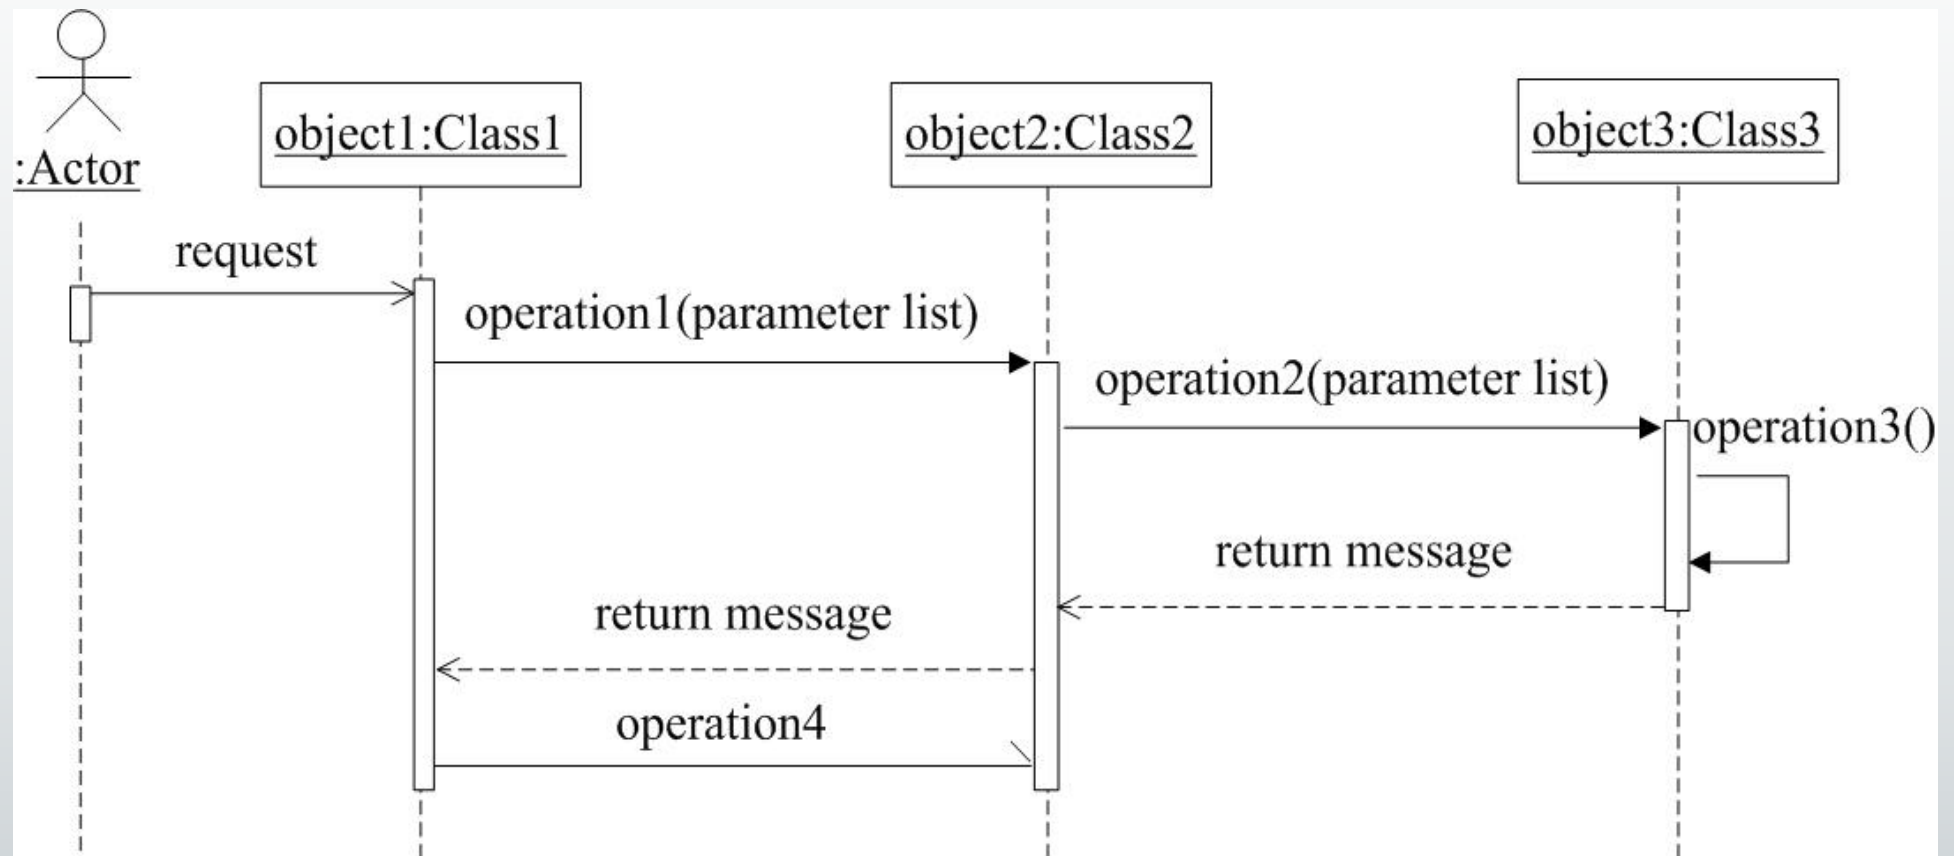 :Actor
object1:Class1
object2:Class2
object3:Class3
request
operation1(parameter list)
operation2(parameter list)
operation3()
return message
return message
operation4